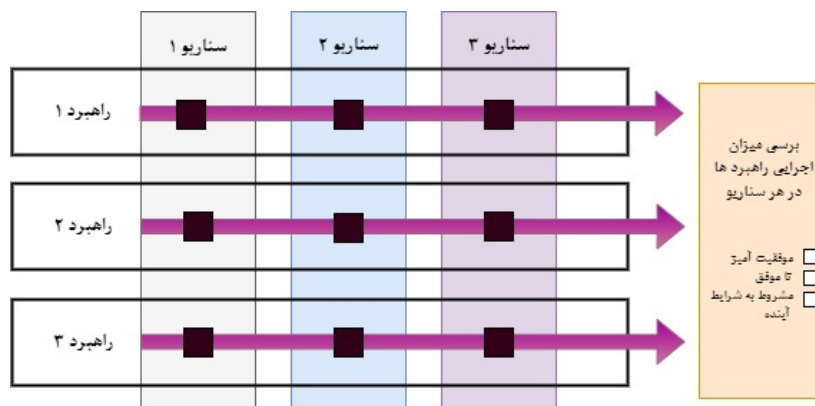 سناریو ۱
سناریو ۲
سناریو ۳
راهبرد ۱
راهبرد ۲
راهبرد ۳
برسی میزان
اجرایی راهبرد ها
در هر سناریو
موفقیت آمیز
نا موفق
مشروط به شرایط
آینده